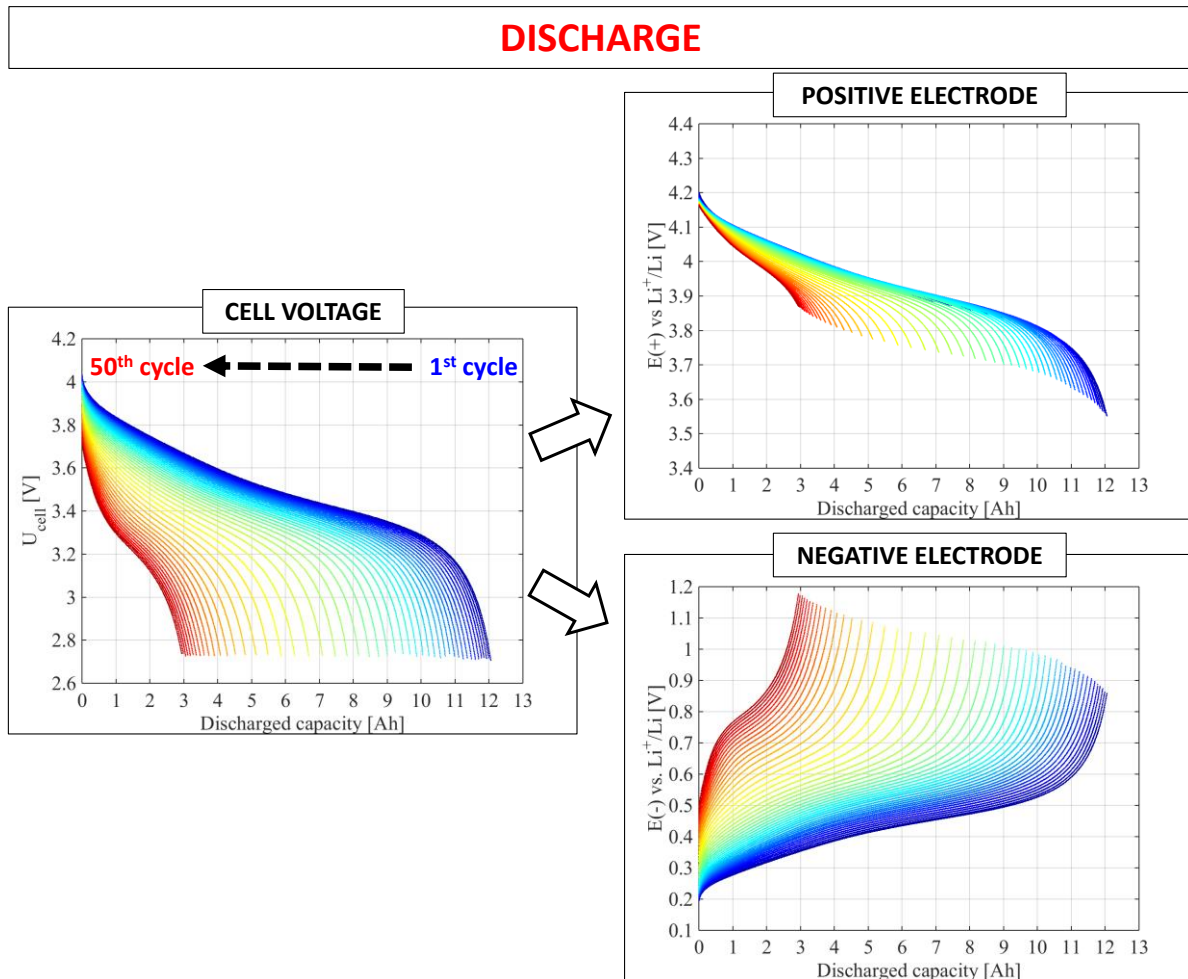 DISCHARGE
POSITIVE ELECTRODE
4.4
4.3
4.2
4.1
4
3.9
3.8
3.7
3.6
3.5
3.4
E(+) vs Li⁺/Li [V]
0 1 2 3 4 5 6 7 8 9 10 11 12 13
Discharged capacity [Ah]
CELL VOLTAGE
4.2
4
3.8
3.6
3.4
3.2
3
2.8
2.6
U_cell [V]
50th cycle
1st cycle
0 1 2 3 4 5 6 7 8 9 10 11 12 13
Discharged capacity [Ah]
NEGATIVE ELECTRODE
1.2
1.1
1
0.9
0.8
0.7
0.6
0.5
0.4
0.3
0.2
0.1
E(-) vs. Li⁺/Li [V]
0 1 2 3 4 5 6 7 8 9 10 11 12 13
Discharged capacity [Ah]